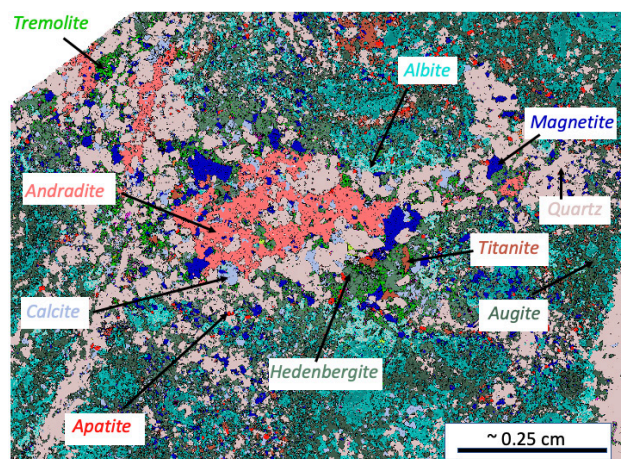 Tremolite
Albite
Magnetite
Andradite
Quartz
Titanite
Calcite
Augite
Hedenbergite
Apatite
~ 0.25 cm